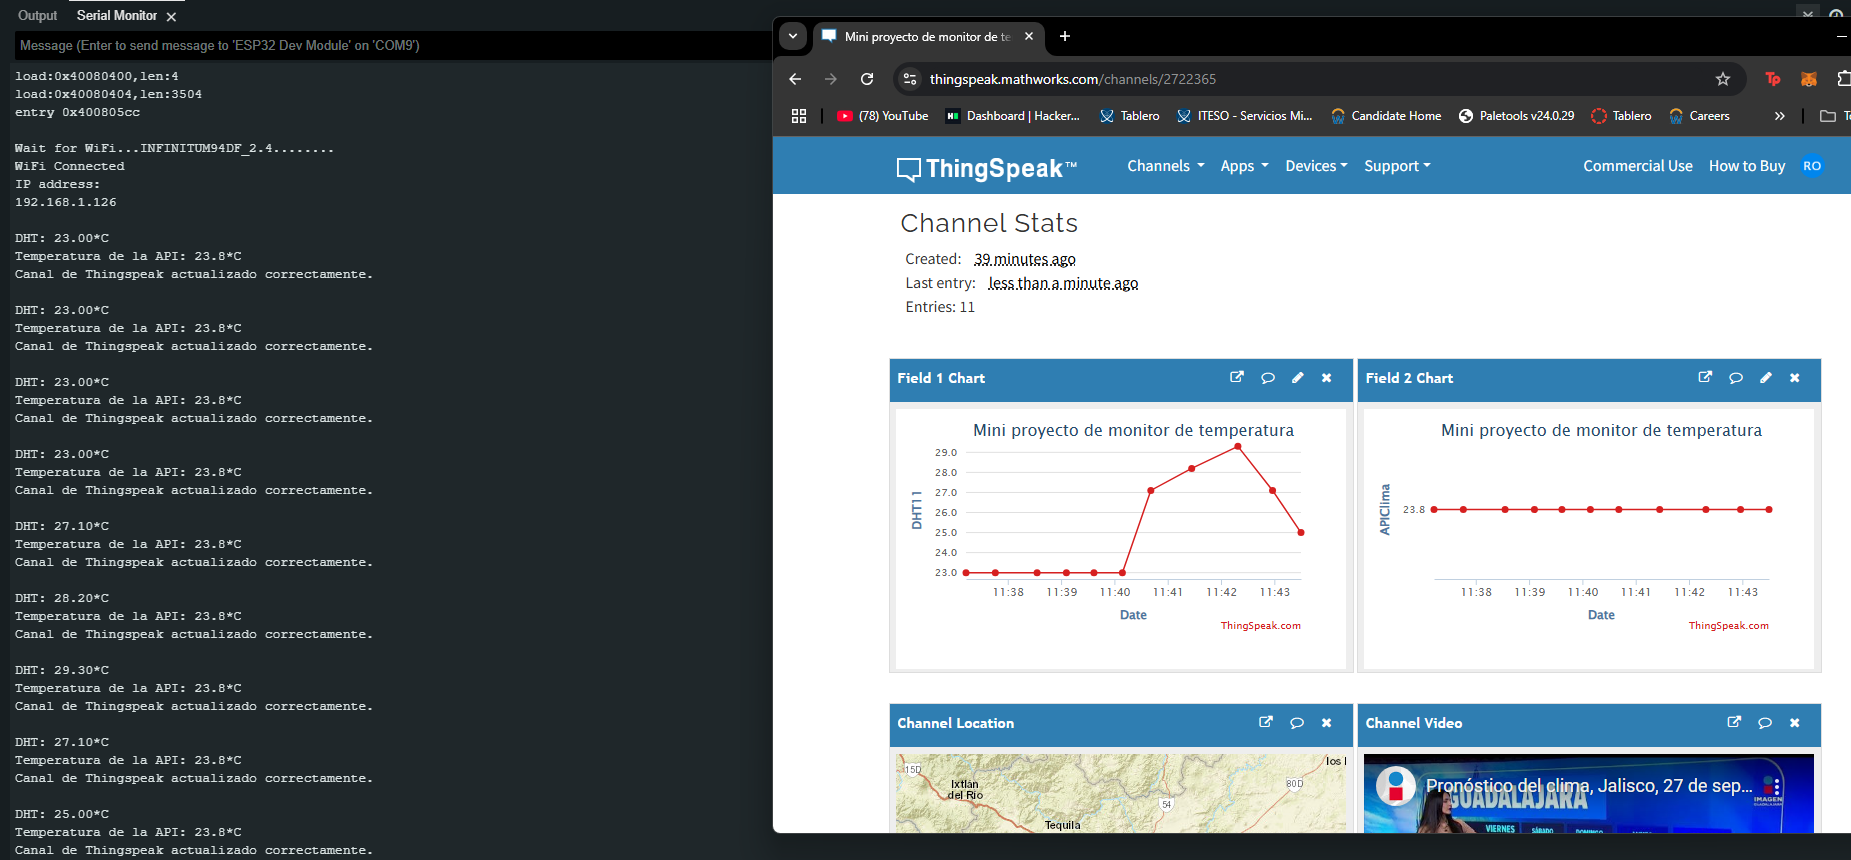 Output
Serial Monitor
Message (Enter to send message to 'ESP32 Dev Module' on 'COM9')
load:0x40080400,len:4
load:0x40080404,len:3504
entry 0x400805cc
Wait for WiFi...INFINITUM94DF_2.4........
WiFi Connected
IP address:
192.168.1.126
DHT: 23.00*C
Temperatura de la API: 23.8*C
Canal de Thingspeak actualizado correctamente.
DHT: 23.00*C
Temperatura de la API: 23.8*C
Canal de Thingspeak actualizado correctamente.
DHT: 23.00*C
Temperatura de la API: 23.8*C
Canal de Thingspeak actualizado correctamente.
DHT: 23.00*C
Temperatura de la API: 23.8*C
Canal de Thingspeak actualizado correctamente.
DHT: 27.10*C
Temperatura de la API: 23.8*C
Canal de Thingspeak actualizado correctamente.
DHT: 28.20*C
Temperatura de la API: 23.8*C
Canal de Thingspeak actualizado correctamente.
DHT: 29.30*C
Temperatura de la API: 23.8*C
Canal de Thingspeak actualizado correctamente.
DHT: 27.10*C
Temperatura de la API: 23.8*C
Canal de Thingspeak actualizado correctamente.
DHT: 25.00*C
Temperatura de la API: 23.8*C
Canal de Thingspeak actualizado correctamente.
Mini proyecto de monitor de te
thingspeak.mathworks.com/channels/2722365
Tp
(78) YouTube
Dashboard | Hacker...
Tablero
ITESO - Servicios Mi...
Candidate Home
Paletools v24.0.29
Tablero
Careers
ThingSpeak™
Channels
Apps
Devices
Support
Commercial Use
How to Buy
RO
Channel Stats
Created: 39 minutes ago
Last entry: less than a minute ago
Entries: 11
Field 1 Chart
Mini proyecto de monitor de temperatura
DHT11
29.0
28.0
27.0
26.0
25.0
24.0
23.0
11:38 11:39 11:40 11:41 11:42 11:43
Date
ThingSpeak.com
Field 2 Chart
Mini proyecto de monitor de temperatura
APIClima
23.8
11:38 11:39 11:40 11:41 11:42 11:43
Date
ThingSpeak.com
Channel Location
15D
Ixtlán
del Río
los
80D
54
Tequila
Channel Video
Pronóstico del clima, Jalisco, 27 de sep...
GUADALAJARA
IMAGEN
VIERNES
SÁBADO
DOMINGO